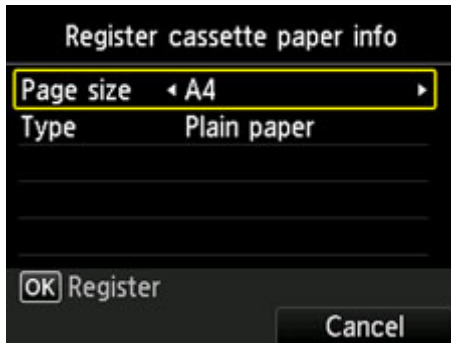 Register cassette paper info
Page size A4
Type Plain paper
OK Register
Cancel